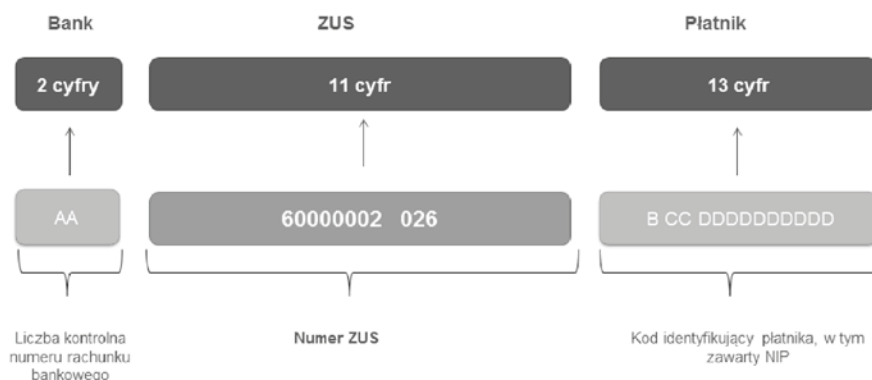 Bank ZUS Płatnik
2 cyfry 11 cyfr 13 cyfr
AA 60000002 026 B CC DDDDDDDDDD
Liczba kontrolna
numeru rachunku
bankowego
Numer ZUS
Kod identyfikujący płatnika, w tym
zawarty NIP